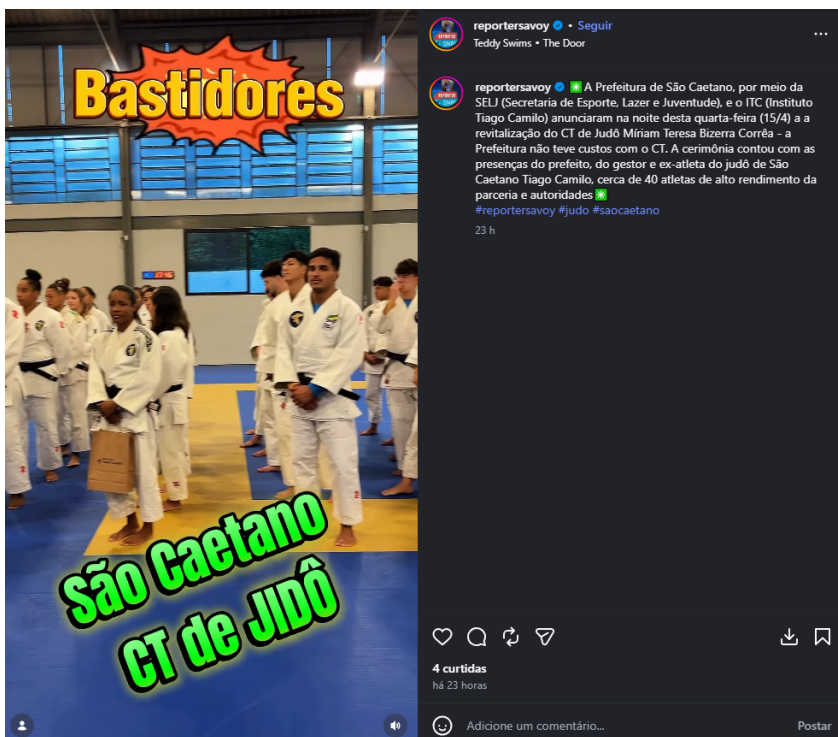 Bastidores
São Caetano
CT de JIDÔ
reportersavoy • Seguir
Teddy Swims • The Door
reportersavoy ✳️ A Prefeitura de São Caetano, por meio da
SELJ (Secretaria de Esporte, Lazer e Juventude), e o ITC (Instituto
Tiago Camilo) anunciaram na noite desta quarta-feira (15/4) a a
revitalização do CT de Judô Míriam Teresa Bizerra Corrêa - a
Prefeitura não teve custos com o CT. A cerimônia contou com as
presenças do prefeito, do gestor e ex-atleta do judô de São
Caetano Tiago Camilo, cerca de 40 atletas de alto rendimento da
parceria e autoridades ✳️
#reportersavoy #judo #saocaetano
23 h
4 curtidas
há 23 horas
Adicione um comentário...
Postar